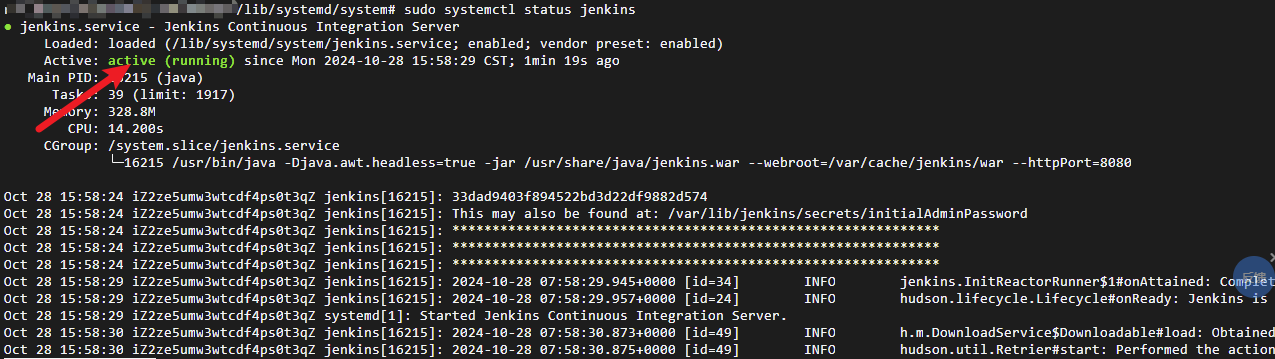 /lib/systemd/system# sudo systemctl status jenkins
● jenkins.service - Jenkins Continuous Integration Server
Loaded: loaded (/lib/systemd/system/jenkins.service; enabled; vendor preset: enabled)
Active: active (running) since Mon 2024-10-28 15:58:29 CST; 1min 19s ago
Main PID: 16215 (java)
Tasks: 39 (limit: 1917)
Memory: 328.8M
CPU: 14.200s
CGroup: /system.slice/jenkins.service
└─16215 /usr/bin/java -Djava.awt.headless=true -jar /usr/share/java/jenkins.war --webroot=/var/cache/jenkins/war --httpPort=8080
Oct 28 15:58:24 iZ2ze5umw3wtcdf4ps0t3qZ jenkins[16215]: 33dad9403f894522bd3d22df9882d574
Oct 28 15:58:24 iZ2ze5umw3wtcdf4ps0t3qZ jenkins[16215]: This may also be found at: /var/lib/jenkins/secrets/initialAdminPassword
Oct 28 15:58:24 iZ2ze5umw3wtcdf4ps0t3qZ jenkins[16215]: *************************************************************
Oct 28 15:58:24 iZ2ze5umw3wtcdf4ps0t3qZ jenkins[16215]: *************************************************************
Oct 28 15:58:24 iZ2ze5umw3wtcdf4ps0t3qZ jenkins[16215]: *************************************************************
Oct 28 15:58:29 iZ2ze5umw3wtcdf4ps0t3qZ jenkins[16215]: 2024-10-28 07:58:29.945+0000 [id=34] INFO jenkins.InitReactorRunner$1#onAttained: Complet
Oct 28 15:58:29 iZ2ze5umw3wtcdf4ps0t3qZ jenkins[16215]: 2024-10-28 07:58:29.957+0000 [id=24] INFO hudson.lifecycle.Lifecycle#onReady: Jenkins is
Oct 28 15:58:29 iZ2ze5umw3wtcdf4ps0t3qZ systemd[1]: Started Jenkins Continuous Integration Server.
Oct 28 15:58:30 iZ2ze5umw3wtcdf4ps0t3qZ jenkins[16215]: 2024-10-28 07:58:30.873+0000 [id=49] INFO h.m.DownloadService$Downloadable#load: Obtained
Oct 28 15:58:30 iZ2ze5umw3wtcdf4ps0t3qZ jenkins[16215]: 2024-10-28 07:58:30.875+0000 [id=49] INFO hudson.util.Retrier#start: Performed the action
反馈